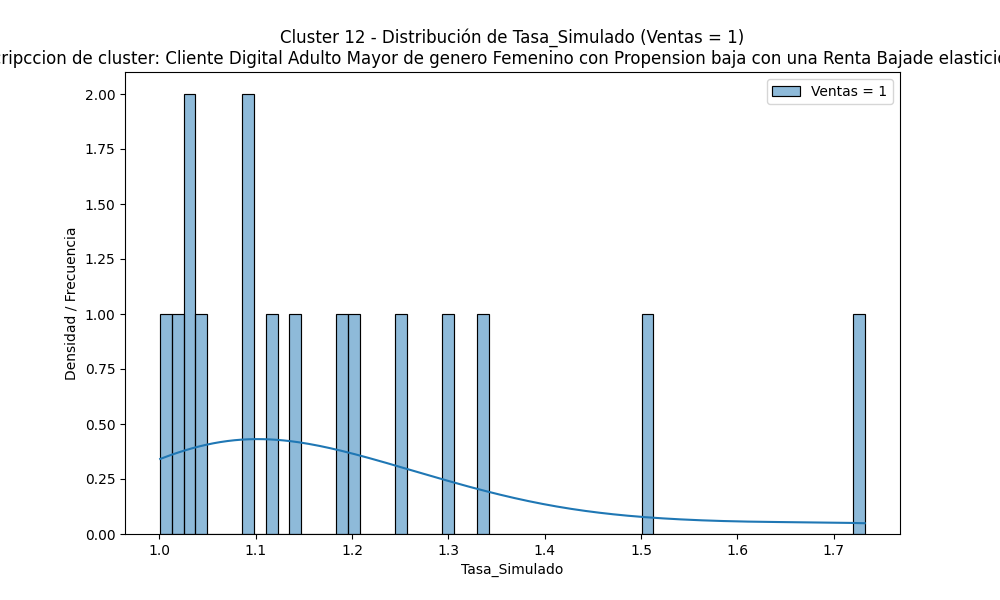 Cluster 12 - Distribución de Tasa_Simulado (Ventas = 1)
ripccion de cluster: Cliente Digital Adulto Mayor de genero Femenino con Propension baja con una Renta Bajade elastici
Ventas = 1
Densidad / Frecuencia
2.00
1.75
1.50
1.25
1.00
0.75
0.50
0.25
0.00
1.0 1.1 1.2 1.3 1.4 1.5 1.6 1.7
Tasa_Simulado